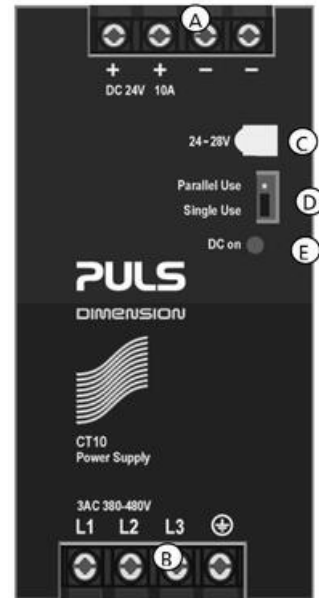 A
+ + – –
DC 24V 10A
24-28V C
Parallel Use
D
Single Use
DC on E
PULS
DIMENSION
CT10
Power Supply
3AC 380-480V
L1 L2 L3
B